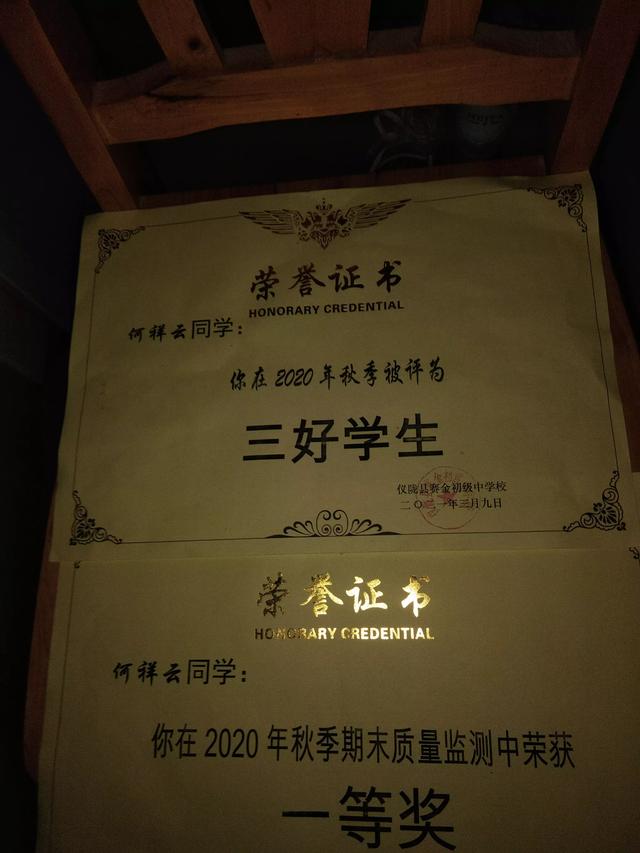 荣誉证书
HONORARY CREDENTIAL
何祥云同学：
你在2020年秋季被评为
三好学生
仪陇县赛金初级中学校
二〇二一年三月九日
荣誉证书
HONORARY CREDENTIAL
何祥云同学：
你在2020年秋季期末质量监测中荣获
一等奖